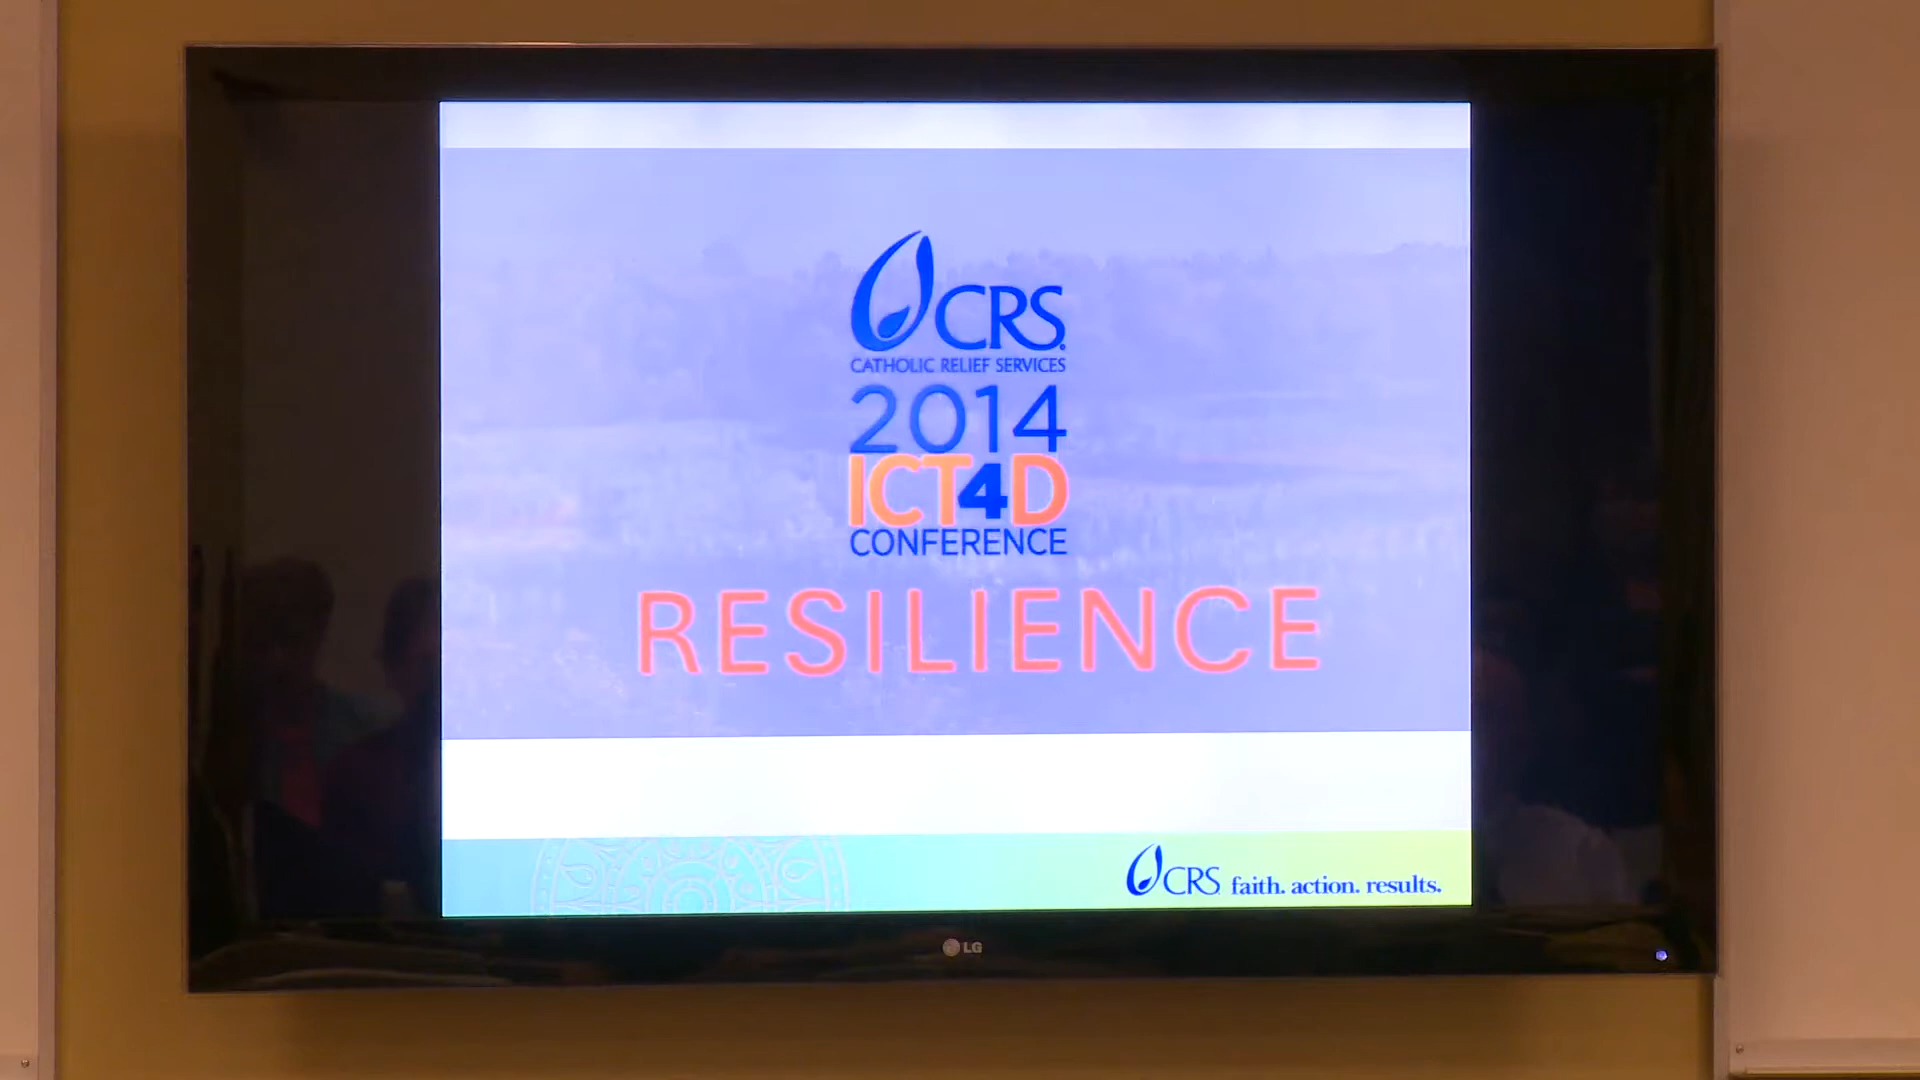 CRS
CATHOLIC RELIEF SERVICES
2014
ICT4D
CONFERENCE
RESILIENCE
CRS faith. action. results.
LG